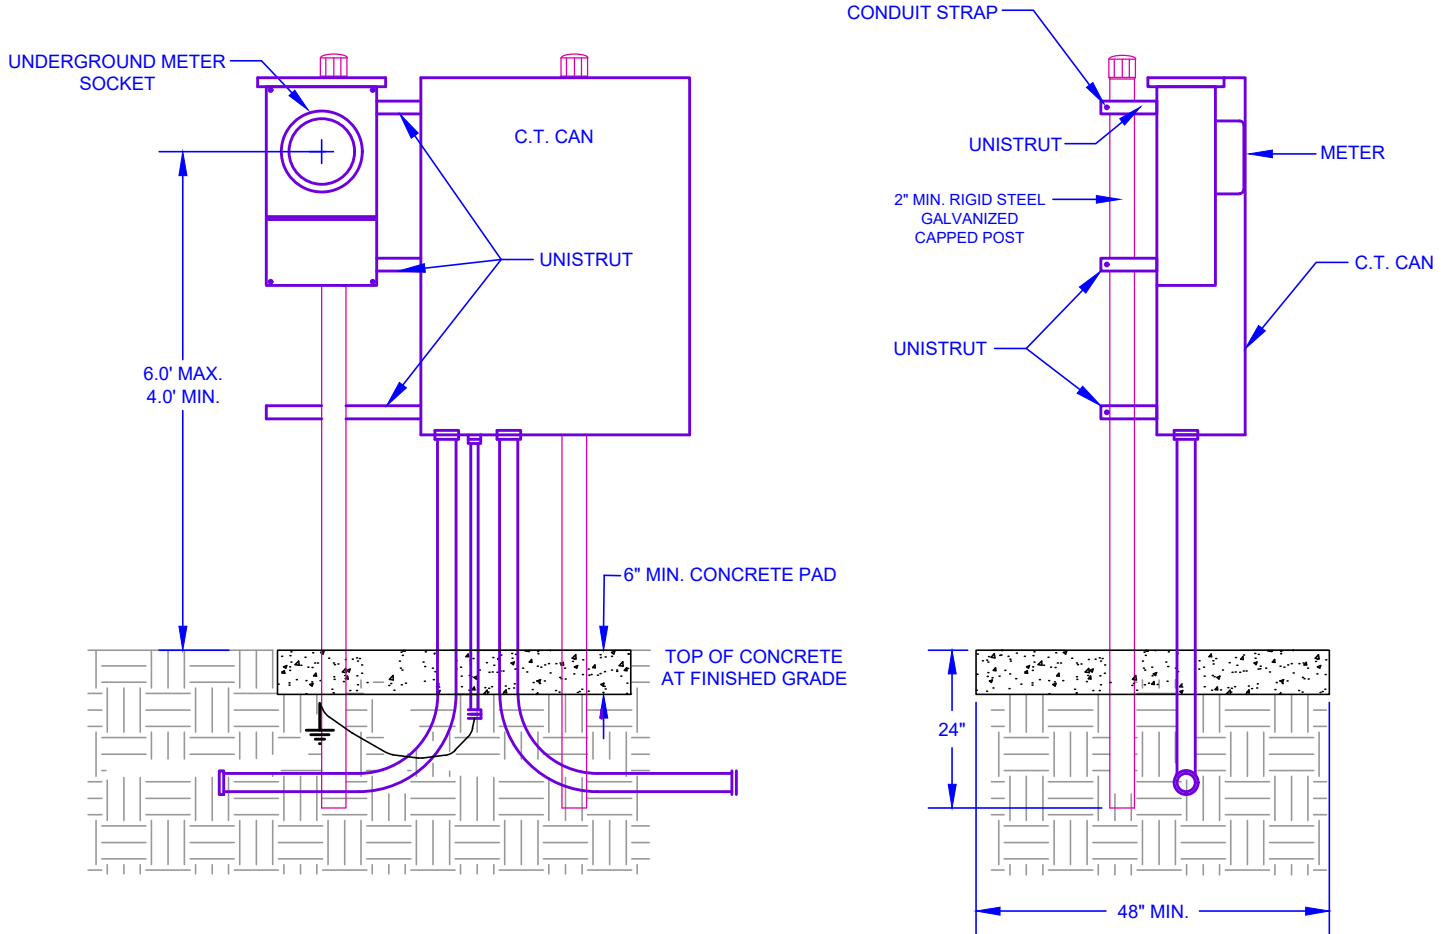 UNDERGROUND METER
SOCKET
C.T. CAN
UNISTRUT
6.0' MAX.
4.0' MIN.
6" MIN. CONCRETE PAD
TOP OF CONCRETE
AT FINISHED GRADE
CONDUIT STRAP
UNISTRUT
METER
2" MIN. RIGID STEEL
GALVANIZED
CAPPED POST
C.T. CAN
UNISTRUT
24"
48" MIN.